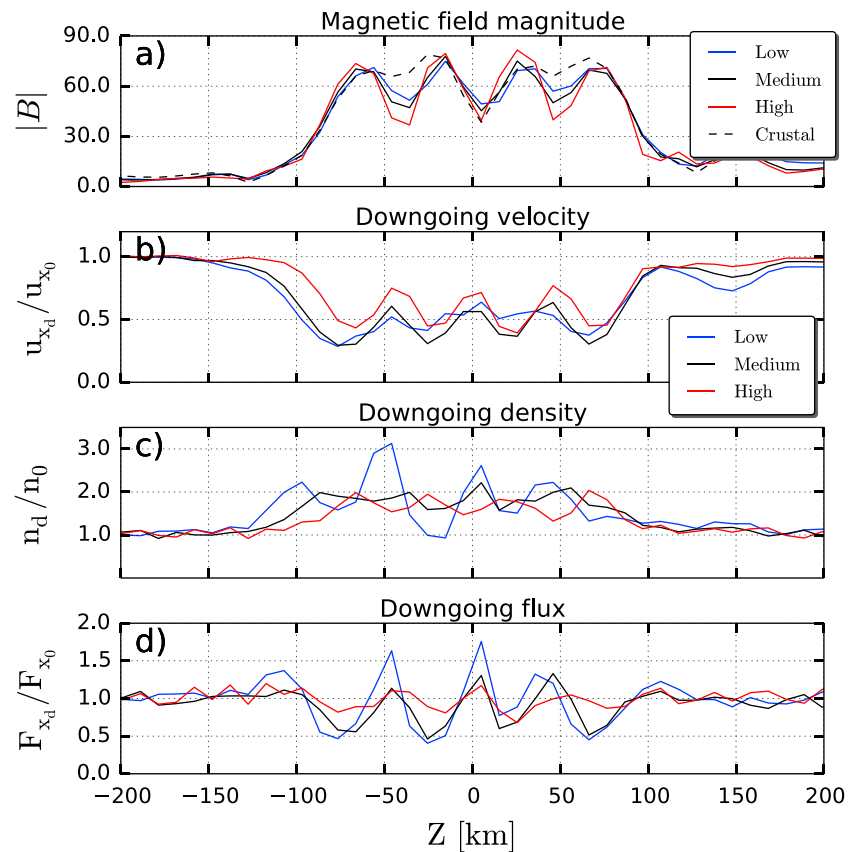 Magnetic field magnitude
a)
|B|
90.0
60.0
30.0
0.0
Low
Medium
High
Crustal
Downgoing velocity
b)
u_{x_d}/u_{x_0}
1.0
0.5
0.0
Low
Medium
High
Downgoing density
c)
n_d/n_0
3.0
2.0
1.0
Downgoing flux
d)
F_{x_d}/F_{x_0}
2.0
1.5
1.0
0.5
0.0
−200 −150 −100 −50 0 50 100 150 200
Z [km]